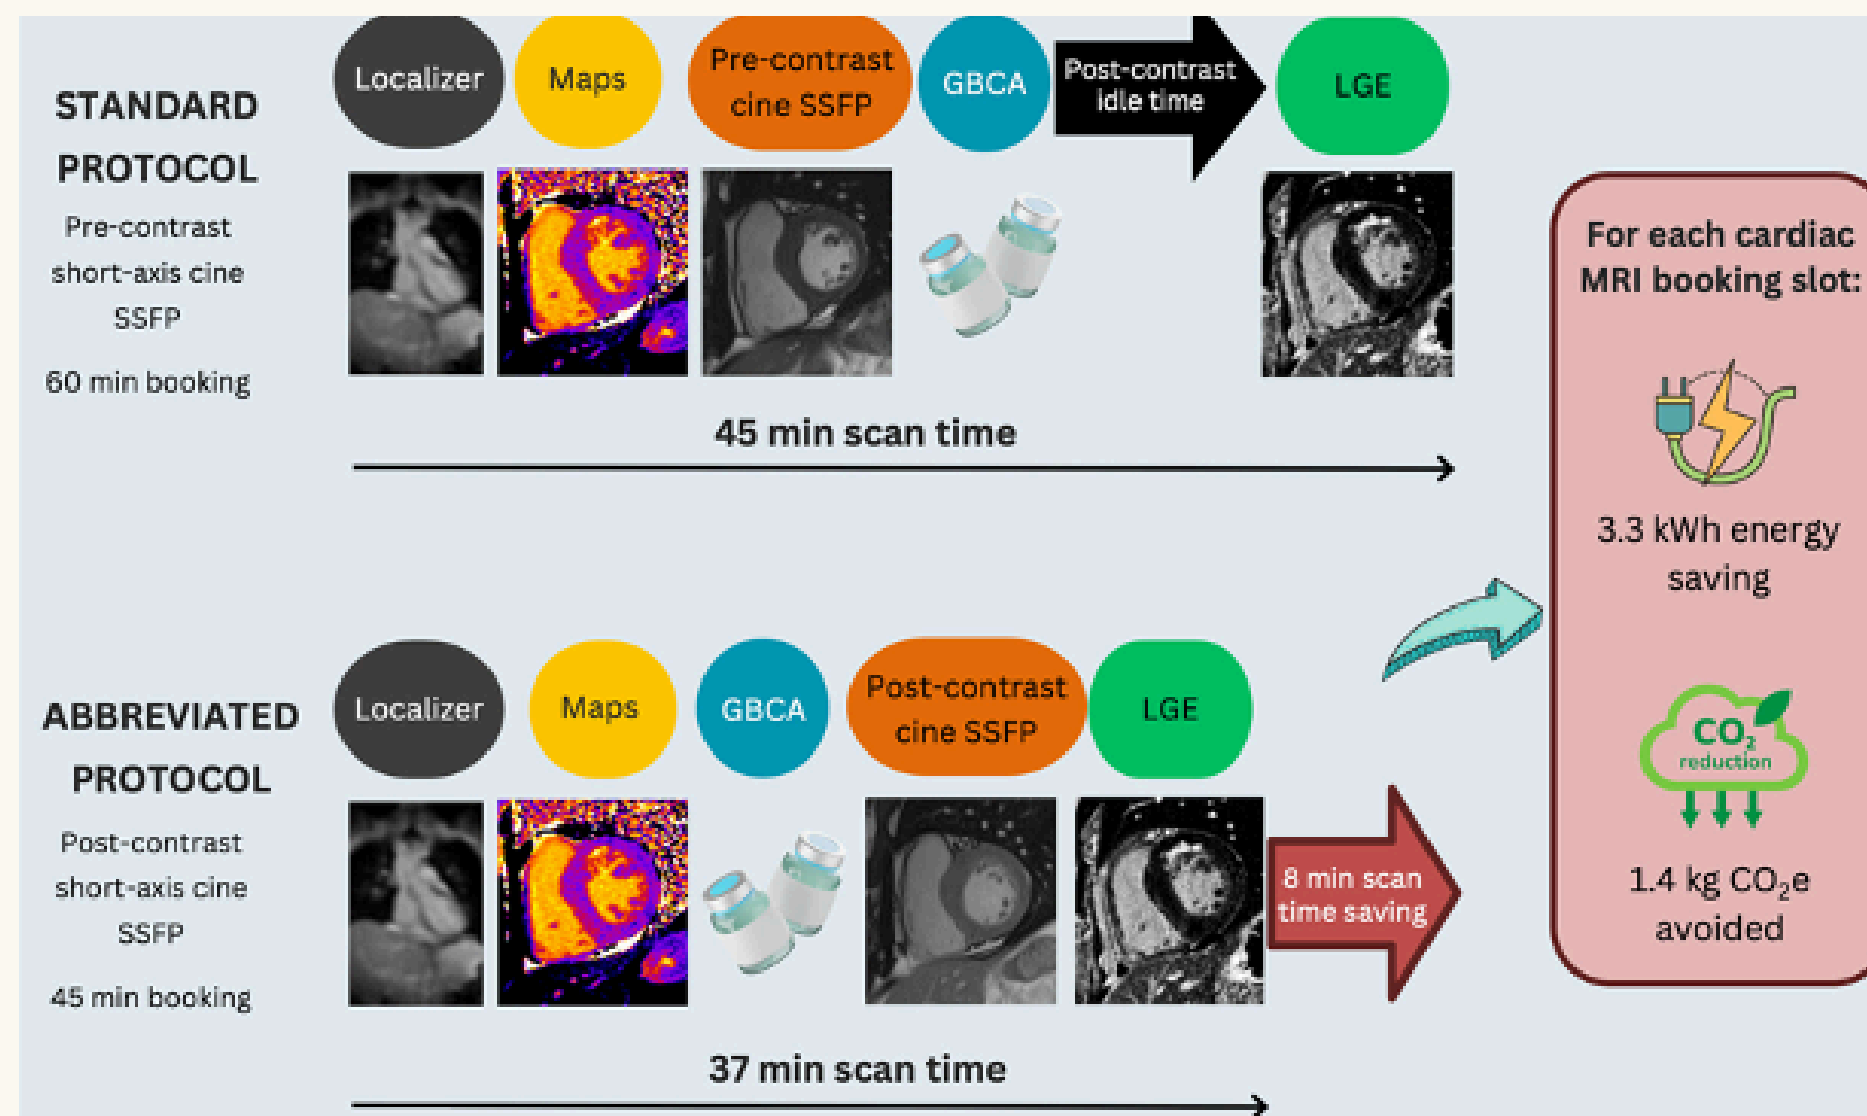 STANDARD
PROTOCOL
Pre-contrast
short-axis cine
SSFP
60 min booking
Localizer
Maps
Pre-contrast
cine SSFP
GBCA
Post-contrast
idle time
LGE
45 min scan time
ABBREVIATED
PROTOCOL
Post-contrast
short-axis cine
SSFP
45 min booking
Localizer
Maps
GBCA
Post-contrast
cine SSFP
LGE
8 min scan
time saving
37 min scan time
For each cardiac
MRI booking slot:
3.3 kWh energy
saving
CO₂
reduction
1.4 kg CO₂e
avoided